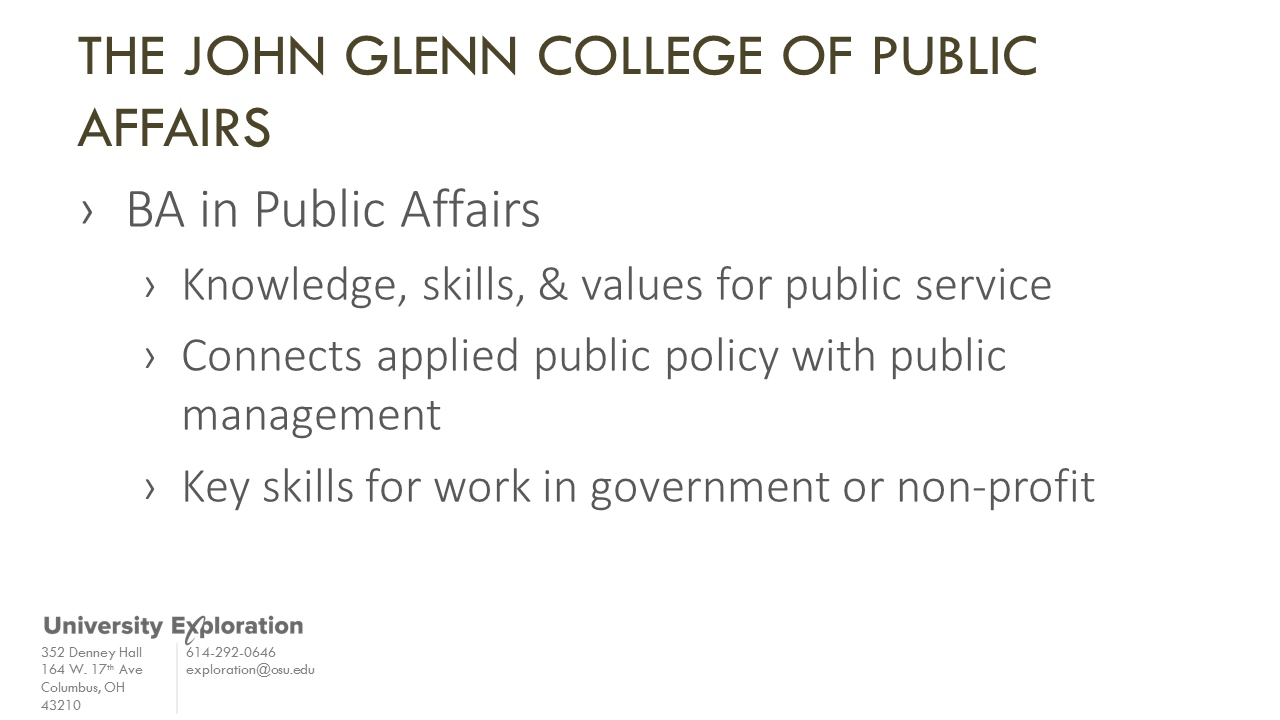 THE JOHN GLENN COLLEGE OF PUBLIC
AFFAIRS
› BA in Public Affairs
› Knowledge, skills, & values for public service
› Connects applied public policy with public
management
› Key skills for work in government or non-profit
University Exploration
352 Denney Hall
164 W. 17th Ave
Columbus, OH
43210
614-292-0646
exploration@osu.edu